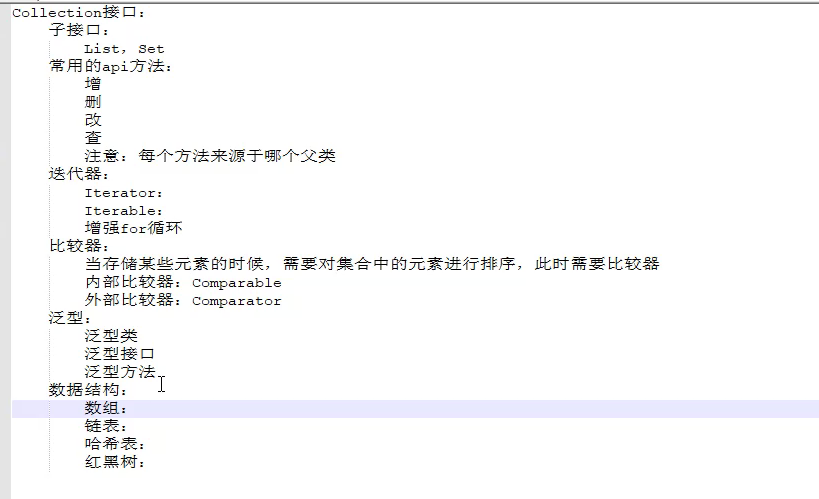 Collection接口：
子接口：
List，Set
常用的api方法：
增
删
改
查
注意：每个方法来源于哪个父类
迭代器：
Iterator：
Iterable：
增强for循环
比较器：
当存储某些元素的时候，需要对集合中的元素进行排序，此时需要比较器
内部比较器：Comparable
外部比较器：Comparator
泛型：
泛型类
泛型接口
泛型方法
数据结构：
数组：
链表：
哈希表：
红黑树：